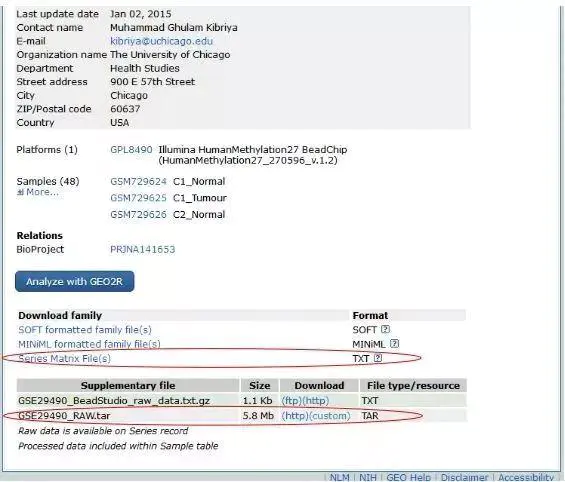 Last update date Jan 02, 2015
Contact name Muhammad Ghulam Kibriya
E-mail kibriya@uchicago.edu
Organization name The University of Chicago
Department Health Studies
Street address 900 E 57th Street
City Chicago
ZIP/Postal code 60637
Country USA
Platforms (1) GPL8490 Illumina HumanMethylation27 BeadChip
(HumanMethylation27_270596_v.1.2)
Samples (48) GSM729624 C1_Normal
More... GSM729625 C1_Tumour
GSM729626 C2_Normal
Relations
BioProject PRJNA141653
Analyze with GEO2R
Download family Format
SOFT formatted family file(s) SOFT ?
MINiML formatted family file(s) MINiML ?
Series Matrix File(s) TXT ?
Supplementary file Size Download File type/resource
GSE29490_BeadStudio_raw_data.txt.gz 1.1 Kb (ftp)(http) TXT
GSE29490_RAW.tar 5.8 Mb (http)(custom) TAR
Raw data is available on Series record
Processed data included within Sample table
| NLM | NIH | GEO Help | Disclaimer | Accessibility |